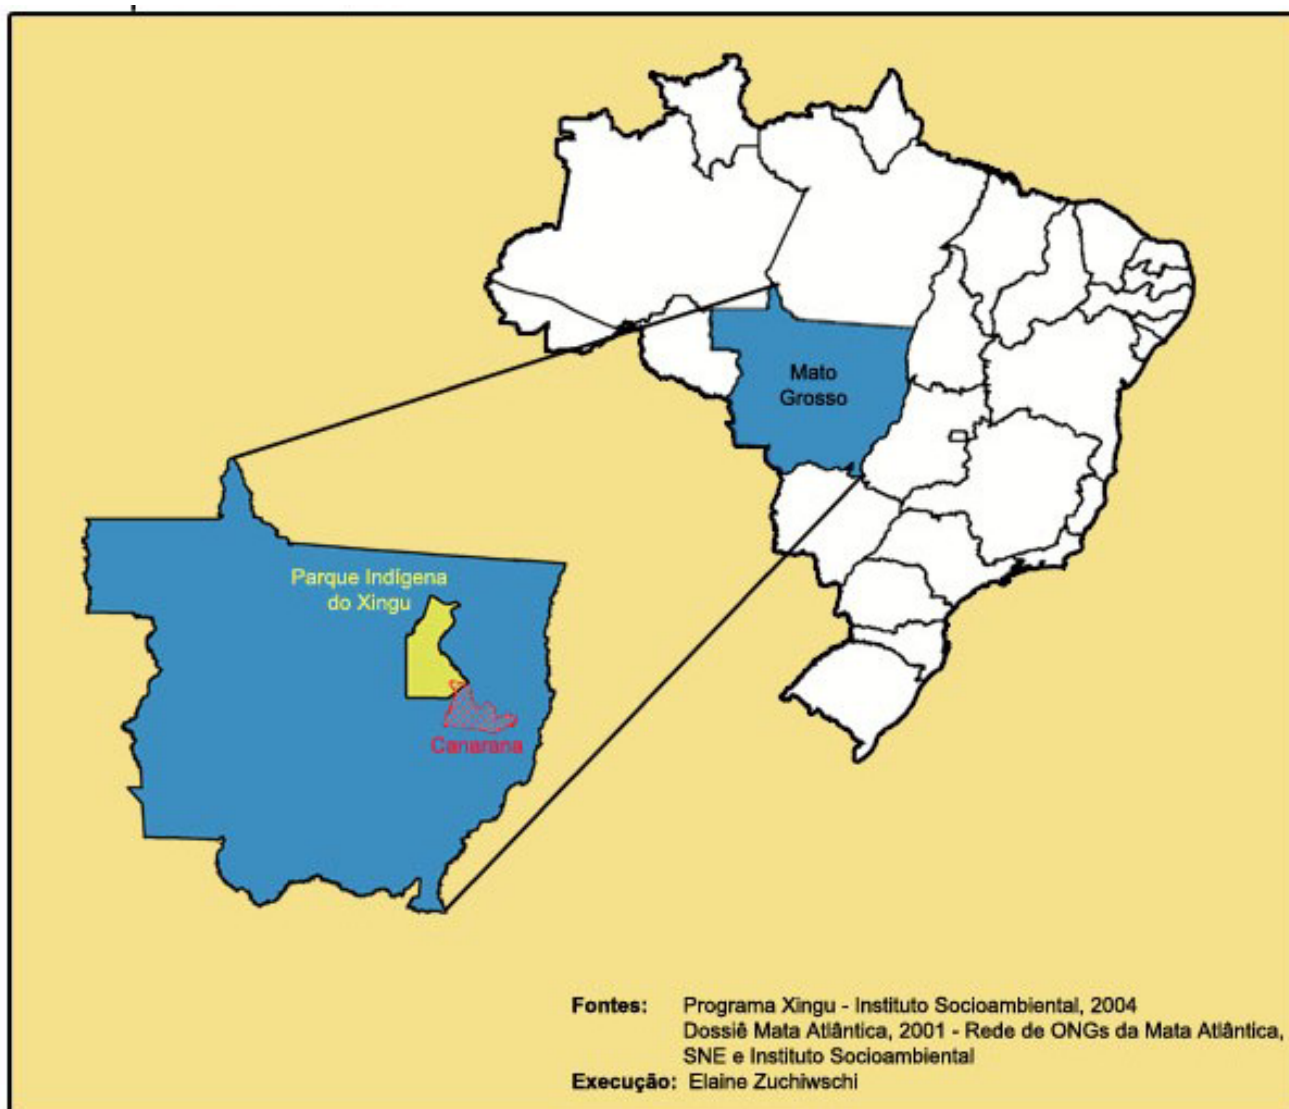 Mato
Grosso
Parque Indígena
do Xingu
Canarana
Fontes: Programa Xingu - Instituto Socioambiental, 2004
Dossiê Mata Atlântica, 2001 - Rede de ONGs da Mata Atlântica,
SNE e Instituto Socioambiental
Execução: Elaine Zuchiwschi